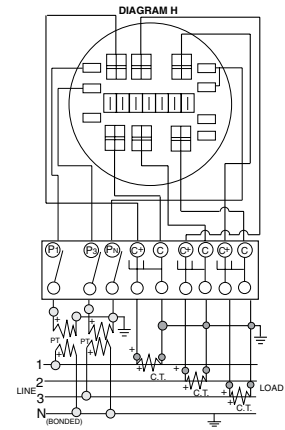 DIAGRAM H
P1 P3 PN C+ C C+ C C+ C
+ + + +
PT PT
+ +
1 + C.T.
2
LINE + C.T. LOAD
3
+ C.T.
N
(BONDED)